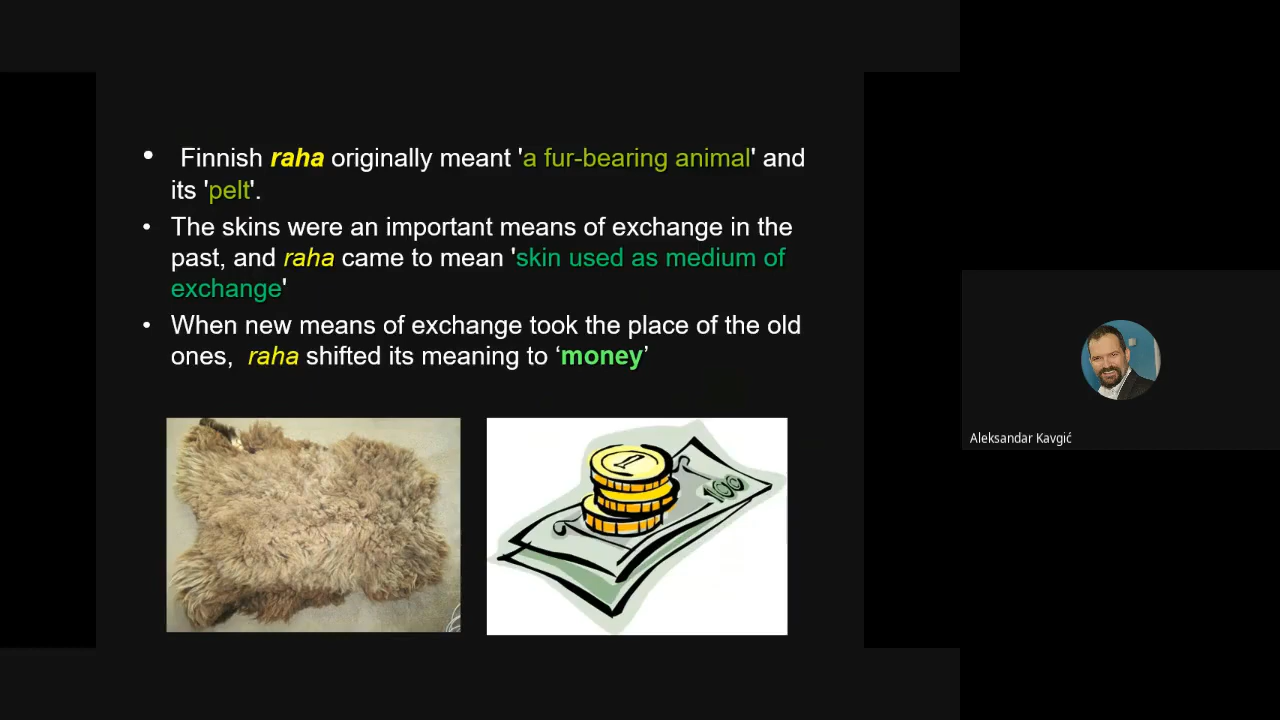 • Finnish raha originally meant 'a fur-bearing animal' and
its 'pelt'.
• The skins were an important means of exchange in the
past, and raha came to mean 'skin used as medium of
exchange'
• When new means of exchange took the place of the old
ones, raha shifted its meaning to ‘money’
100
Aleksandar Kavgić